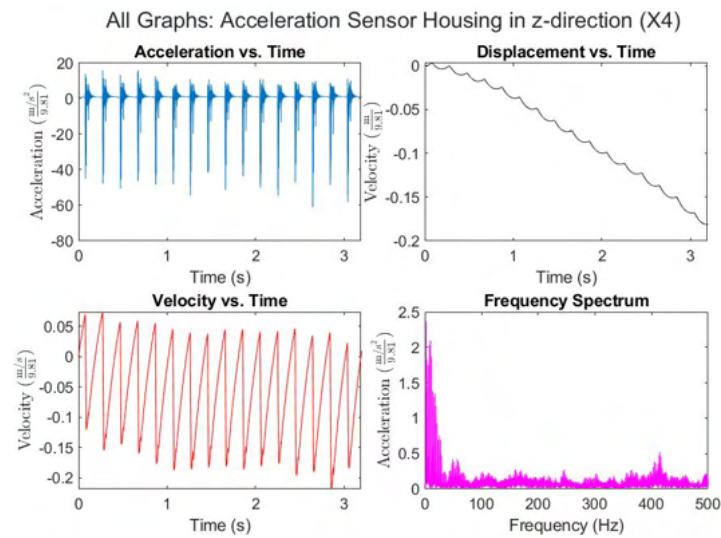 All Graphs: Acceleration Sensor Housing in z-direction (X4)
Acceleration vs. Time
Acceleration (m/s²/9.81)
20
0
-20
-40
-60
-80
0 1 2 3
Time (s)
Displacement vs. Time
Velocity (m/9.81)
0
-0.05
-0.1
-0.15
-0.2
0 1 2 3
Time (s)
Velocity vs. Time
Velocity (m/s/9.81)
0.05
0
-0.05
-0.1
-0.15
-0.2
0 1 2 3
Time (s)
Frequency Spectrum
Acceleration (m/s²/9.81)
2.5
2
1.5
1
0.5
0
0 100 200 300 400 500
Frequency (Hz)